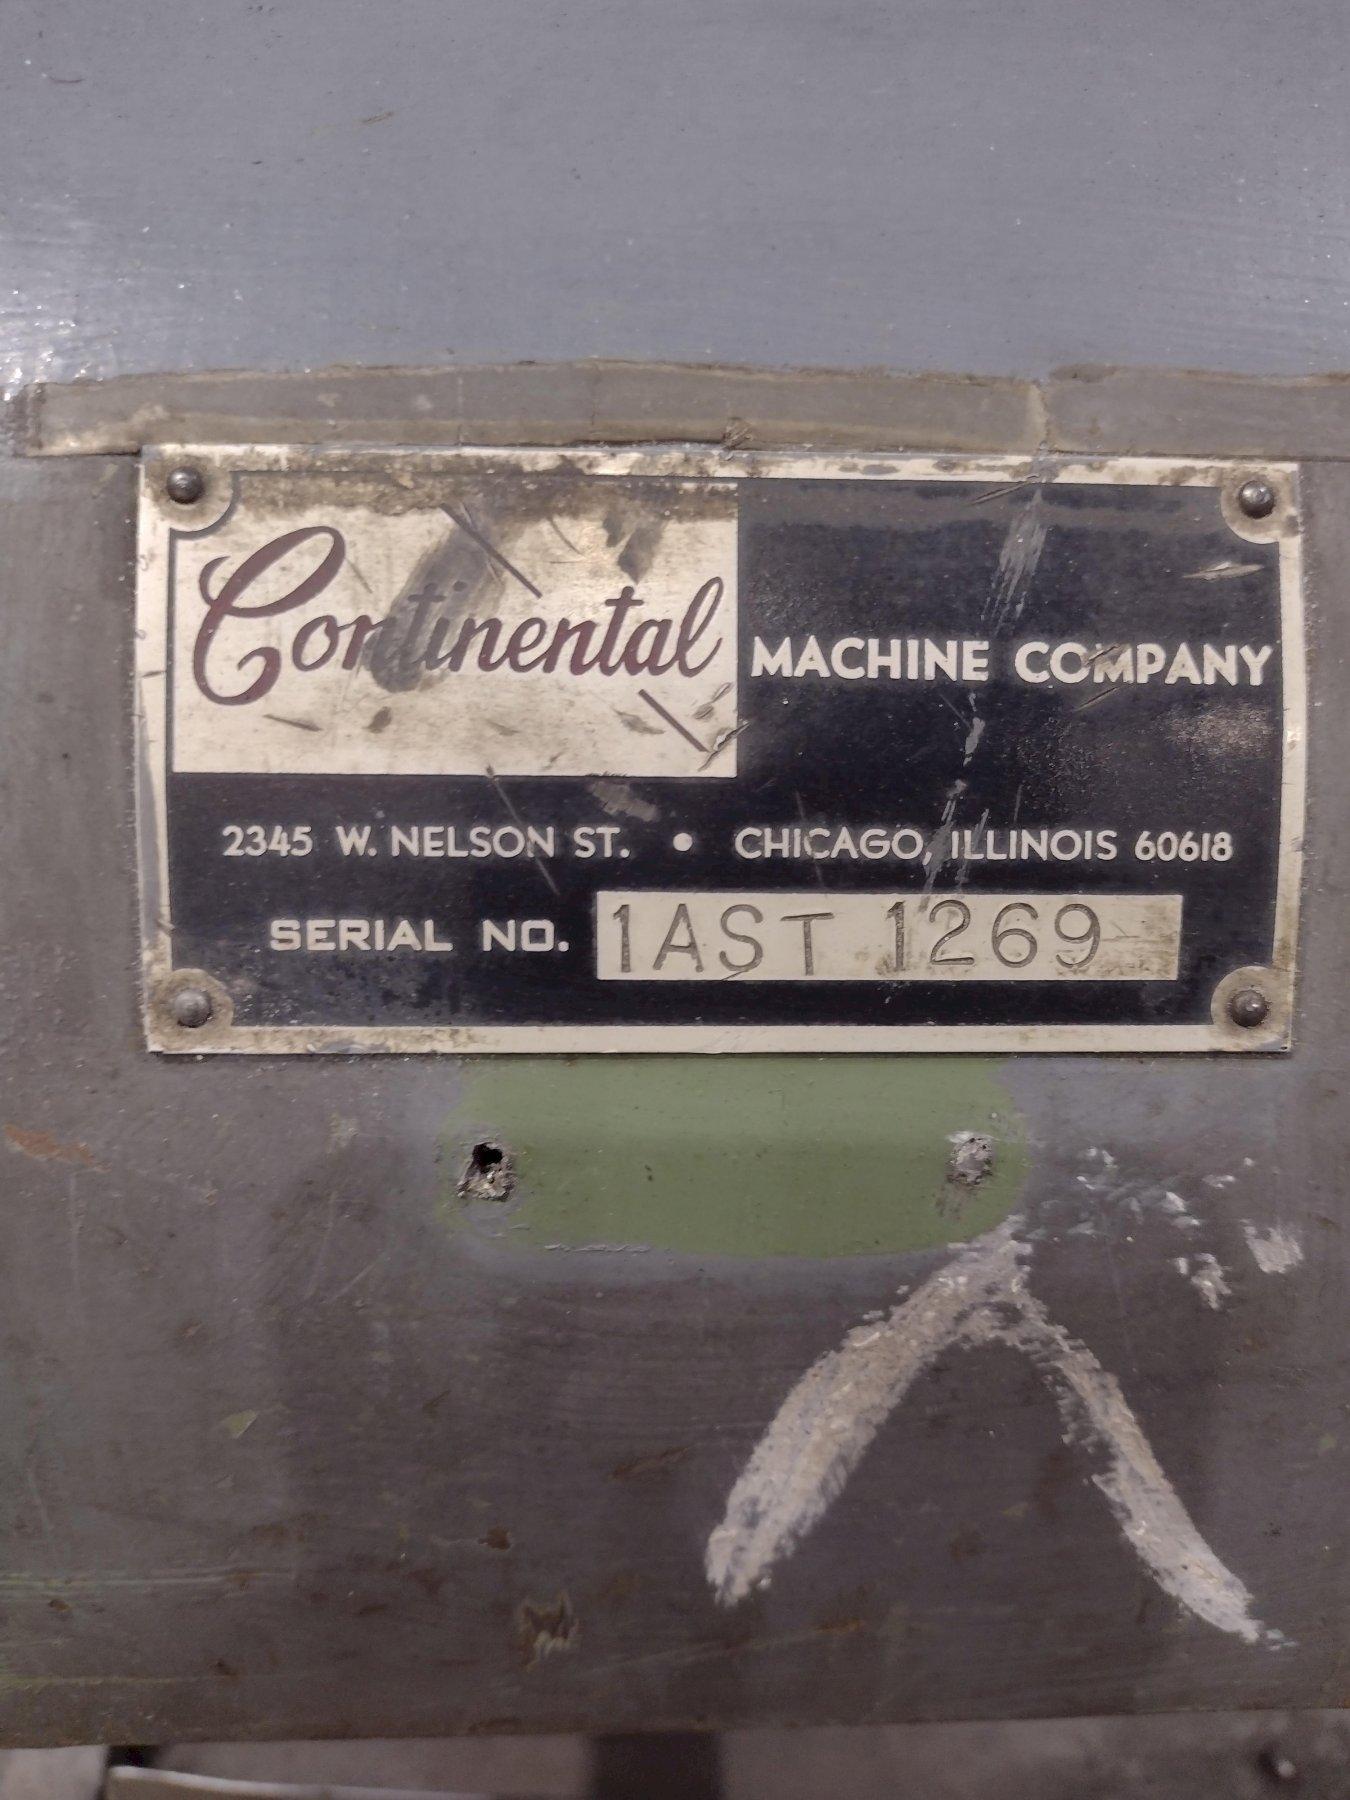 Continental MACHINE COMPANY
2345 W. NELSON ST. • CHICAGO, ILLINOIS 60618
SERIAL NO. 1AST 1269